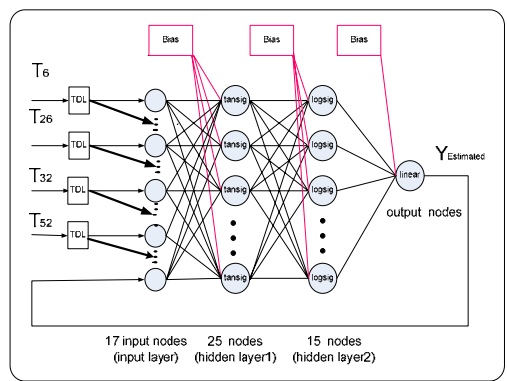 Bias
Bias
Bias
T6
TDL
tansig
logsig
T26
TDL
tansig
logsig
YEstimated
T32
TDL
tansig
logsig
linear
output nodes
T52
TDL
tansig
logsig
17 input nodes
(input layer)
25 nodes
(hidden layer1)
15 nodes
(hidden layer2)